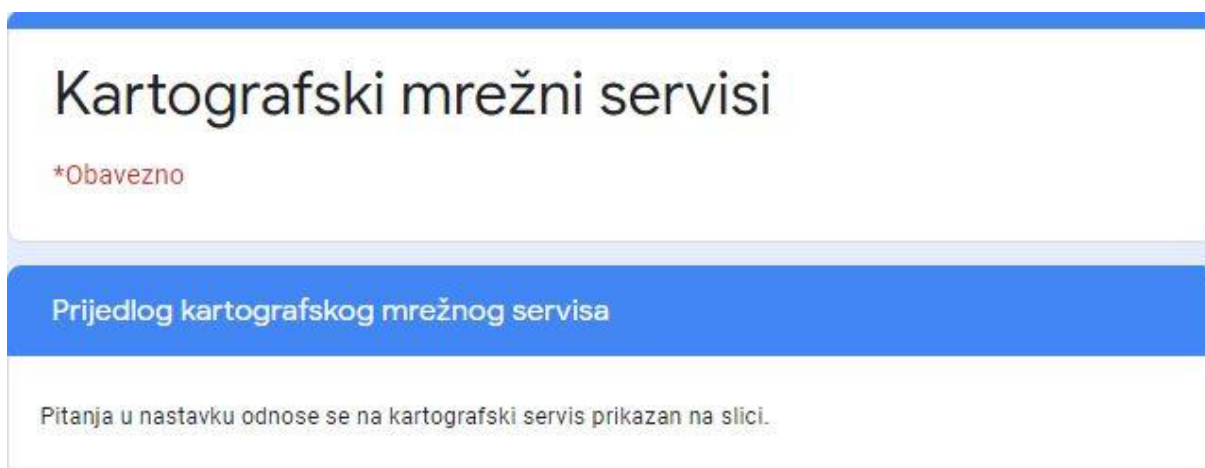 Kartografski mrežni servisi
*Obavezno
Prijedlog kartografskog mrežnog servisa
Pitanja u nastavku odnose se na kartografski servis prikazan na slici.